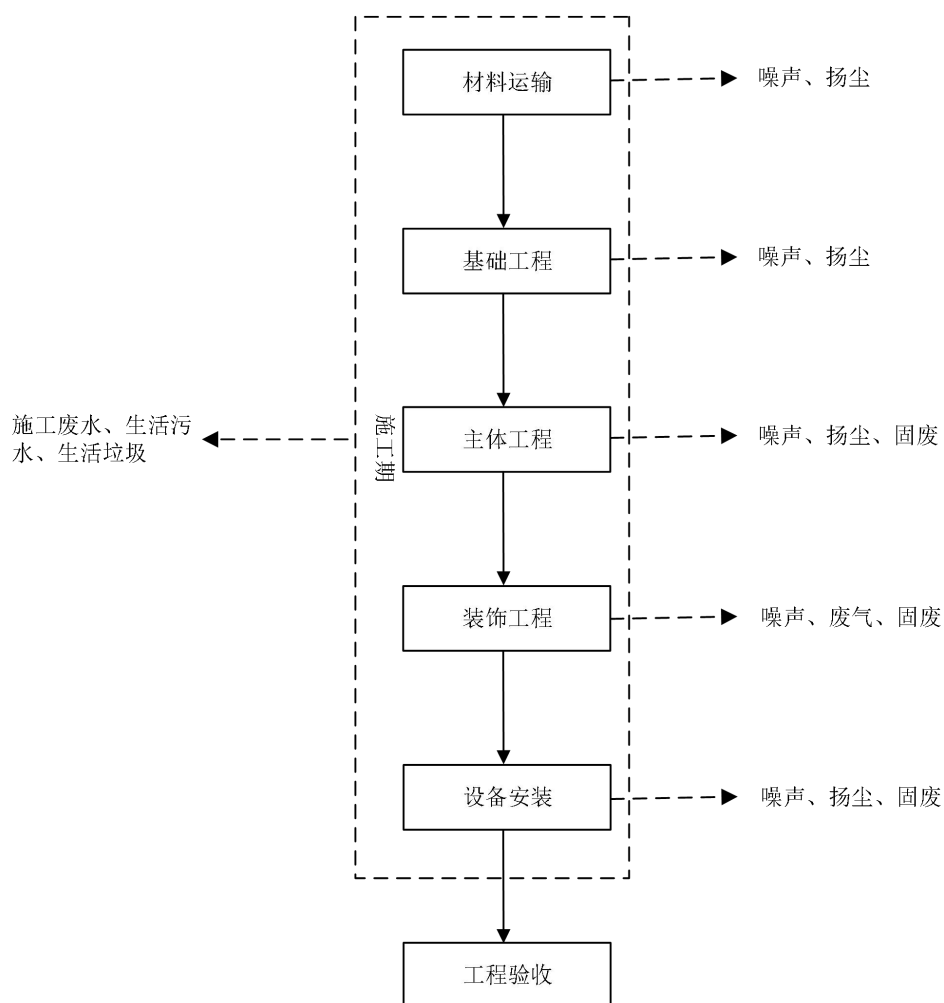 材料运输
噪声、扬尘
基础工程
噪声、扬尘
施工废水、生活污
水、生活垃圾
施工期
主体工程
噪声、扬尘、固废
装饰工程
噪声、废气、固废
设备安装
噪声、扬尘、固废
工程验收